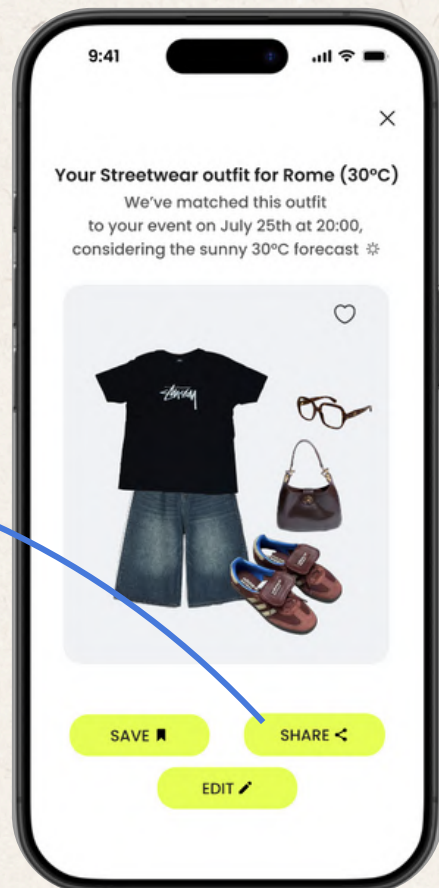 9:41
Your Streetwear outfit for Rome (30°C)
We've matched this outfit
to your event on July 25th at 20:00,
considering the sunny 30°C forecast
Stüssy
SAVE
SHARE
EDIT